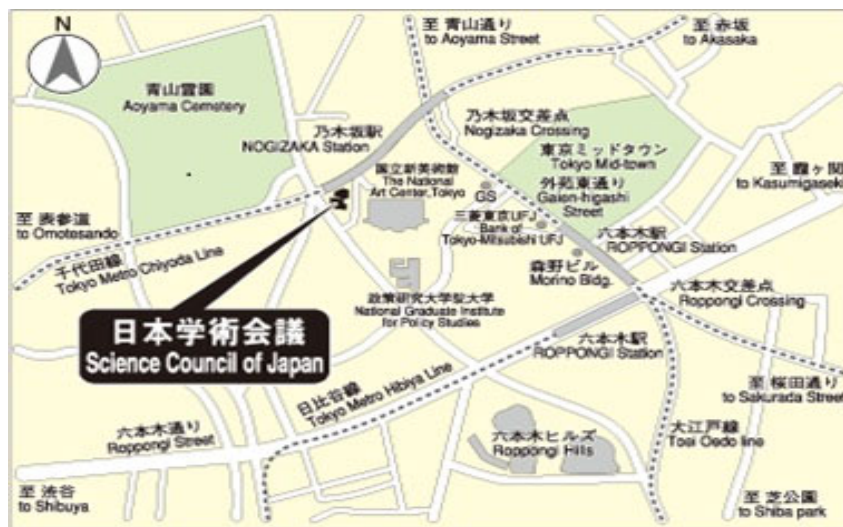 N
至 青山通り
to Aoyama Street
至 赤坂
to Akasaka
青山霊園
Aoyama Cemetery
乃木坂駅
NOGIZAKA Station
乃木坂交差点
Nogizaka Crossing
東京ミッドタウン
Tokyo Mid-town
国立新美術館
The National
Art Center,Tokyo
外苑東通り
Gaien-higashi
Street
GS
至 霞ヶ関
to Kasumigaseki
至 表参道
to Omotesando
三菱東京UFJ
Bank of
Tokyo-Mitsubishi UFJ
六本木駅
ROPPONGI Station
千代田線
Tokyo Metro Chiyoda Line
森野ビル
Morino Bldg.
六本木交差点
Roppongi Crossing
政策研究大学院大学
National Graduate Institute
for Policy Studies
日本学術会議
Science Council of Japan
六本木駅
ROPPONGI Station
日比谷線
Tokyo Metro Hibiya Line
至 桜田通り
to Sakurada Street
六本木通り
Roppongi Street
六本木ヒルズ
Roppongi Hills
大江戸線
Toei Oedo line
至 渋谷
to Shibuya
至 芝公園
to Shiba park